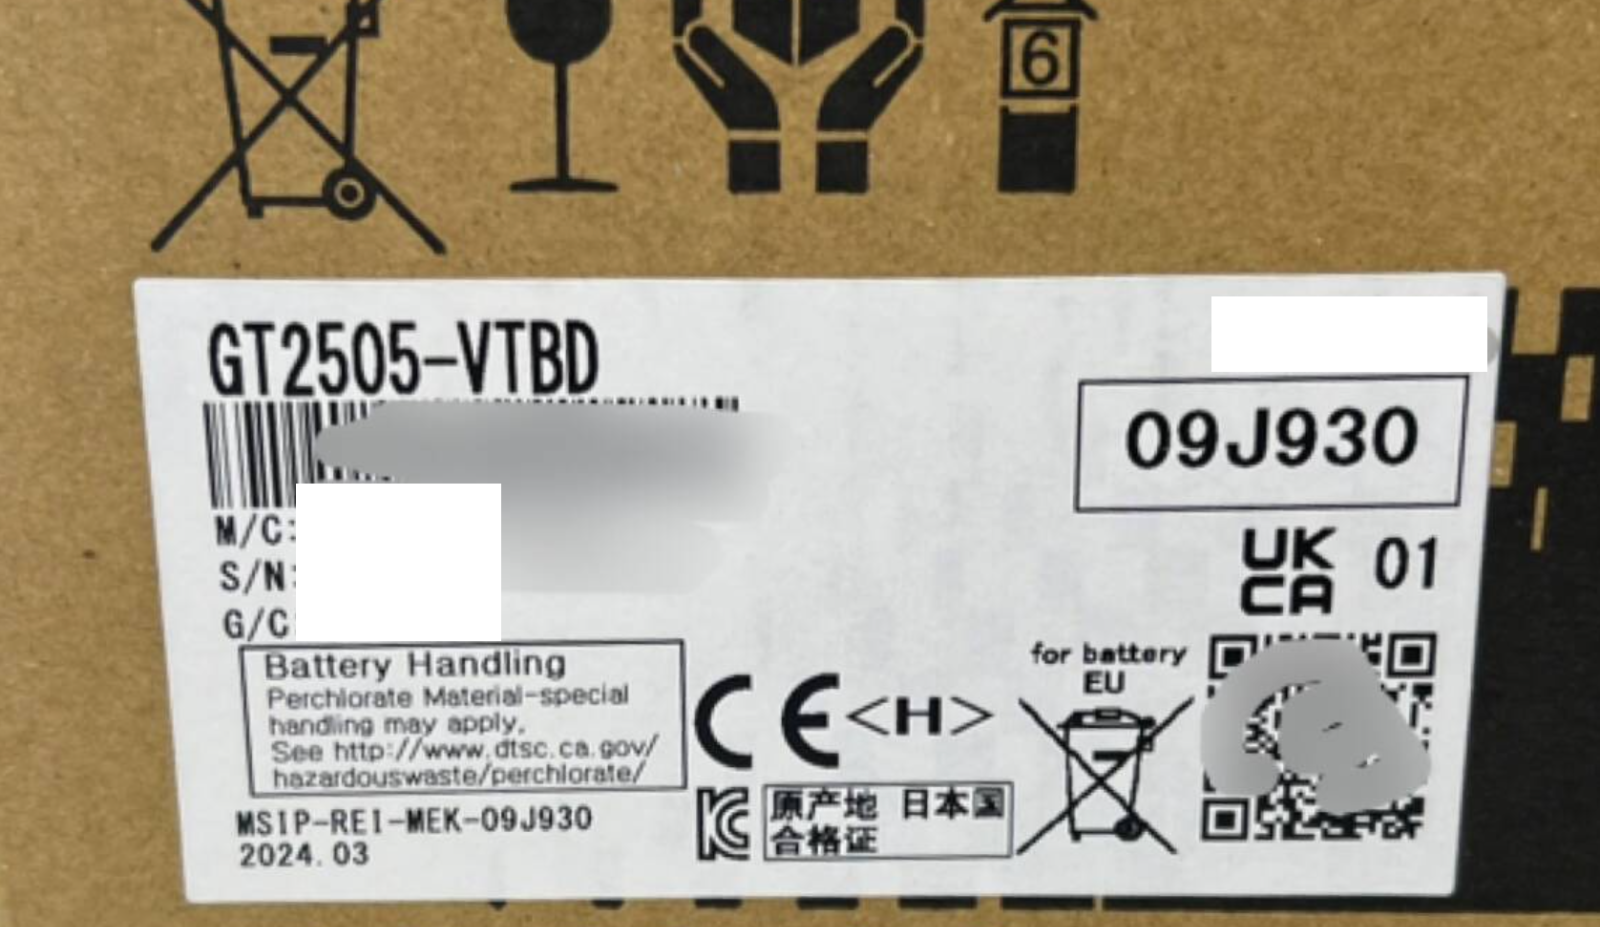 6
GT2505-VTBD
09J930
M/C:
S/N:
G/C:
UK
CA
01
Battery Handling
Perchlorate Material-special
handling may apply.
See http://www.dtsc.ca.gov/
hazardouswaste/perchlorate/
CE <H>
for battery
EU
MSIP-REI-MEK-09J930
2024.03
原产地 日本国
合格证